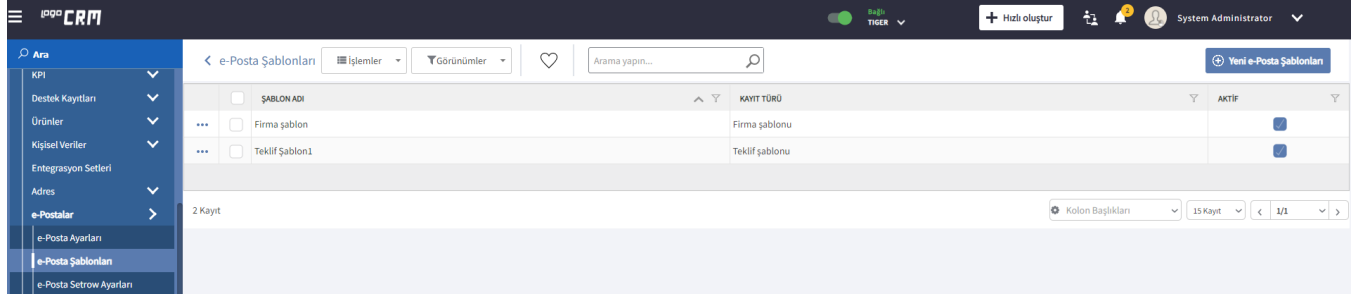 logo CRM
Bağlı
TIGER
Hızlı oluştur
2
System Administrator
Ara
KPI
Destek Kayıtları
Ürünler
Kişisel Veriler
Entegrasyon Setleri
Adres
e-Postalar
e-Posta Ayarları
e-Posta Şablonları
e-Posta Setrow Ayarları
e-Posta Şablonları
İşlemler
Görünümler
Arama yapın...
Yeni e-Posta Şablonları
ŞABLON ADI KAYIT TÜRÜ AKTİF
Firma şablon Firma şablonu
Teklif Şablon1 Teklif şablonu
2 Kayıt
Kolon Başlıkları
15 Kayıt
1/1